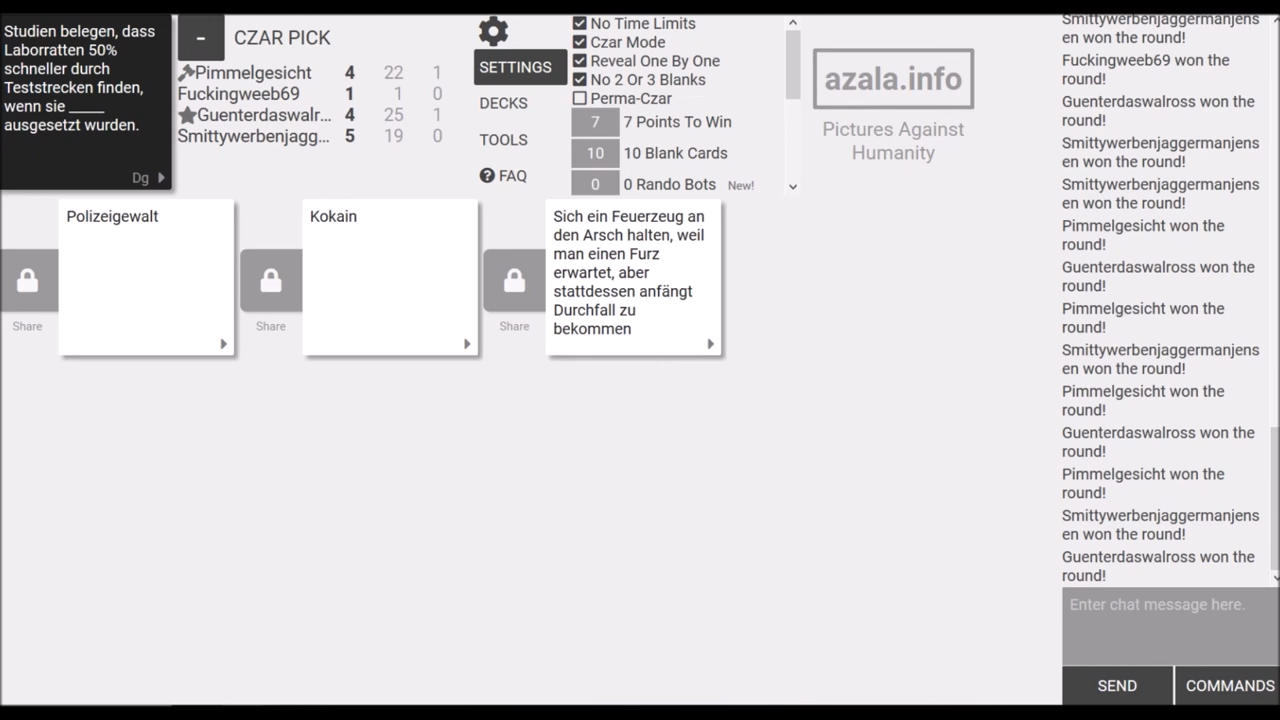 Studien belegen, dass
Laborratten 50%
schneller durch
Teststrecken finden,
wenn sie _____
ausgesetzt wurden.
Dg
-
CZAR PICK
Pimmelgesicht 4 22 1
Fuckingweeb69 1 1 0
Guenterdaswalr... 4 25 1
Smittywerbenjagg... 5 19 0
SETTINGS
DECKS
TOOLS
? FAQ
No Time Limits
Czar Mode
Reveal One By One
No 2 Or 3 Blanks
Perma-Czar
7 7 Points To Win
10 10 Blank Cards
0 0 Rando Bots New!
azala.info
Pictures Against
Humanity
Share
Polizeigewalt
Share
Kokain
Share
Sich ein Feuerzeug an
den Arsch halten, weil
man einen Furz
erwartet, aber
stattdessen anfängt
Durchfall zu
bekommen
Smittywerbenjaggermanjens
en won the round!
Fuckingweeb69 won the
round!
Guenterdaswalross won the
round!
Smittywerbenjaggermanjens
en won the round!
Smittywerbenjaggermanjens
en won the round!
Pimmelgesicht won the
round!
Guenterdaswalross won the
round!
Pimmelgesicht won the
round!
Smittywerbenjaggermanjens
en won the round!
Pimmelgesicht won the
round!
Guenterdaswalross won the
round!
Pimmelgesicht won the
round!
Smittywerbenjaggermanjens
en won the round!
Guenterdaswalross won the
round!
Enter chat message here.
SEND
COMMANDS